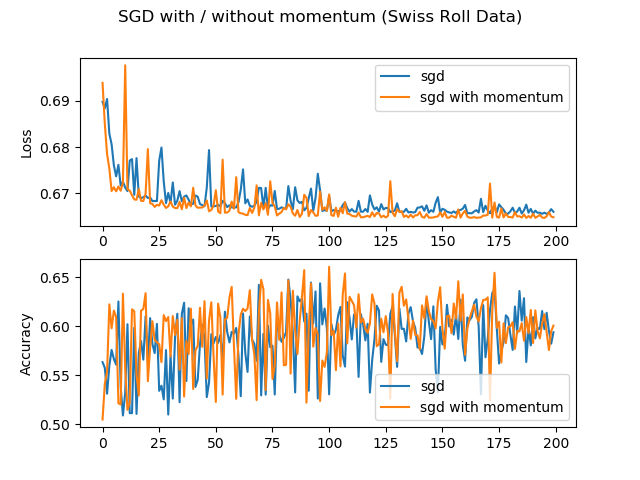 SGD with / without momentum (Swiss Roll Data)
sgd
sgd with momentum
Loss
0.69
0.68
0.67
0 25 50 75 100 125 150 175 200
sgd
sgd with momentum
Accuracy
0.65
0.60
0.55
0.50
0 25 50 75 100 125 150 175 200